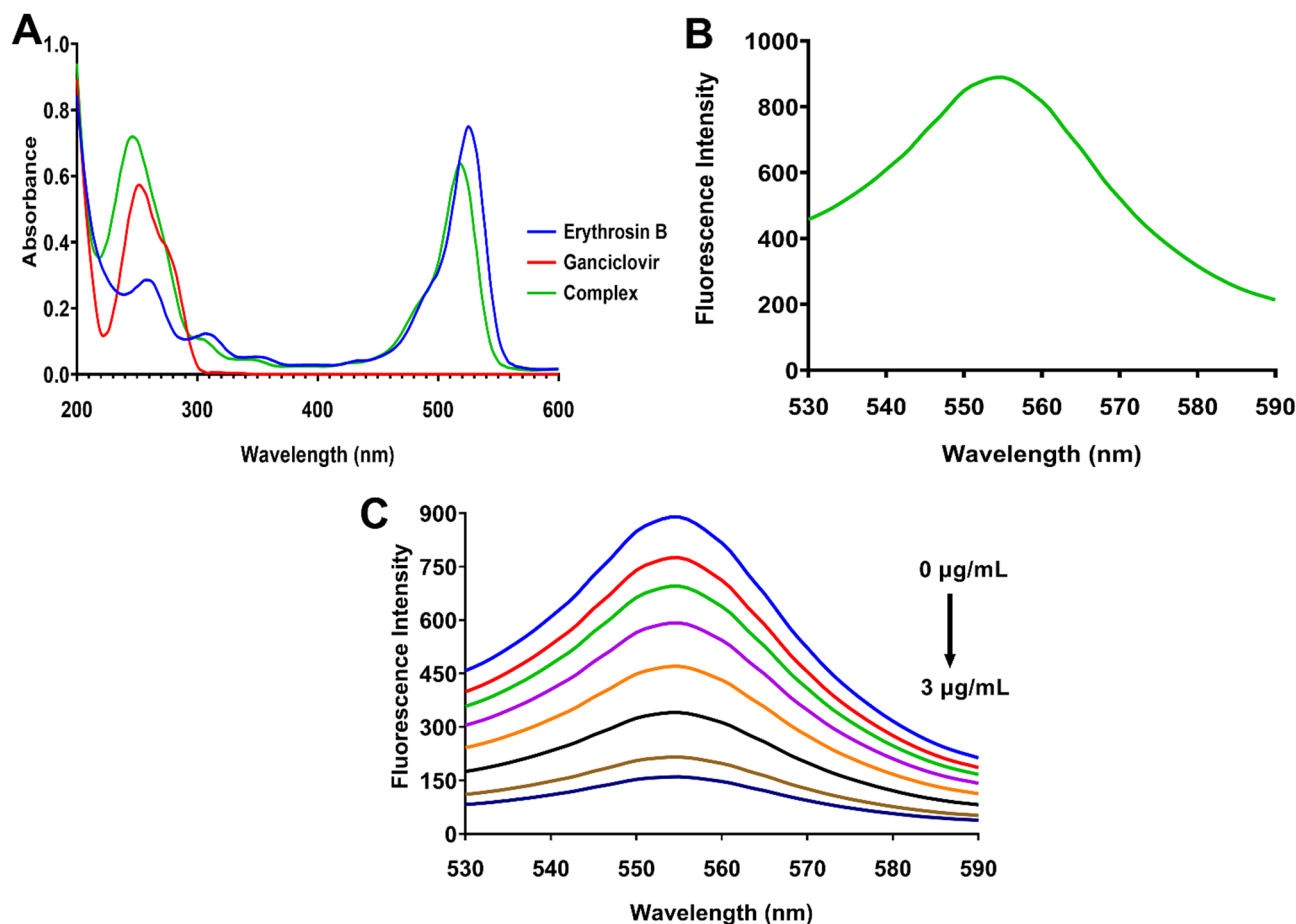 A
1.0
0.8
0.6
0.4
0.2
0.0
Absorbance
200
300
400
500
600
Wavelength (nm)
Erythrosin B
Ganciclovir
Complex
B
1000
800
600
400
200
0
Fluorescence Intensity
530
540
550
560
570
580
590
Wavelength (nm)
C
900
750
600
450
300
150
0
Fluorescence Intensity
530
540
550
560
570
580
590
Wavelength (nm)
0 µg/mL
3 µg/mL